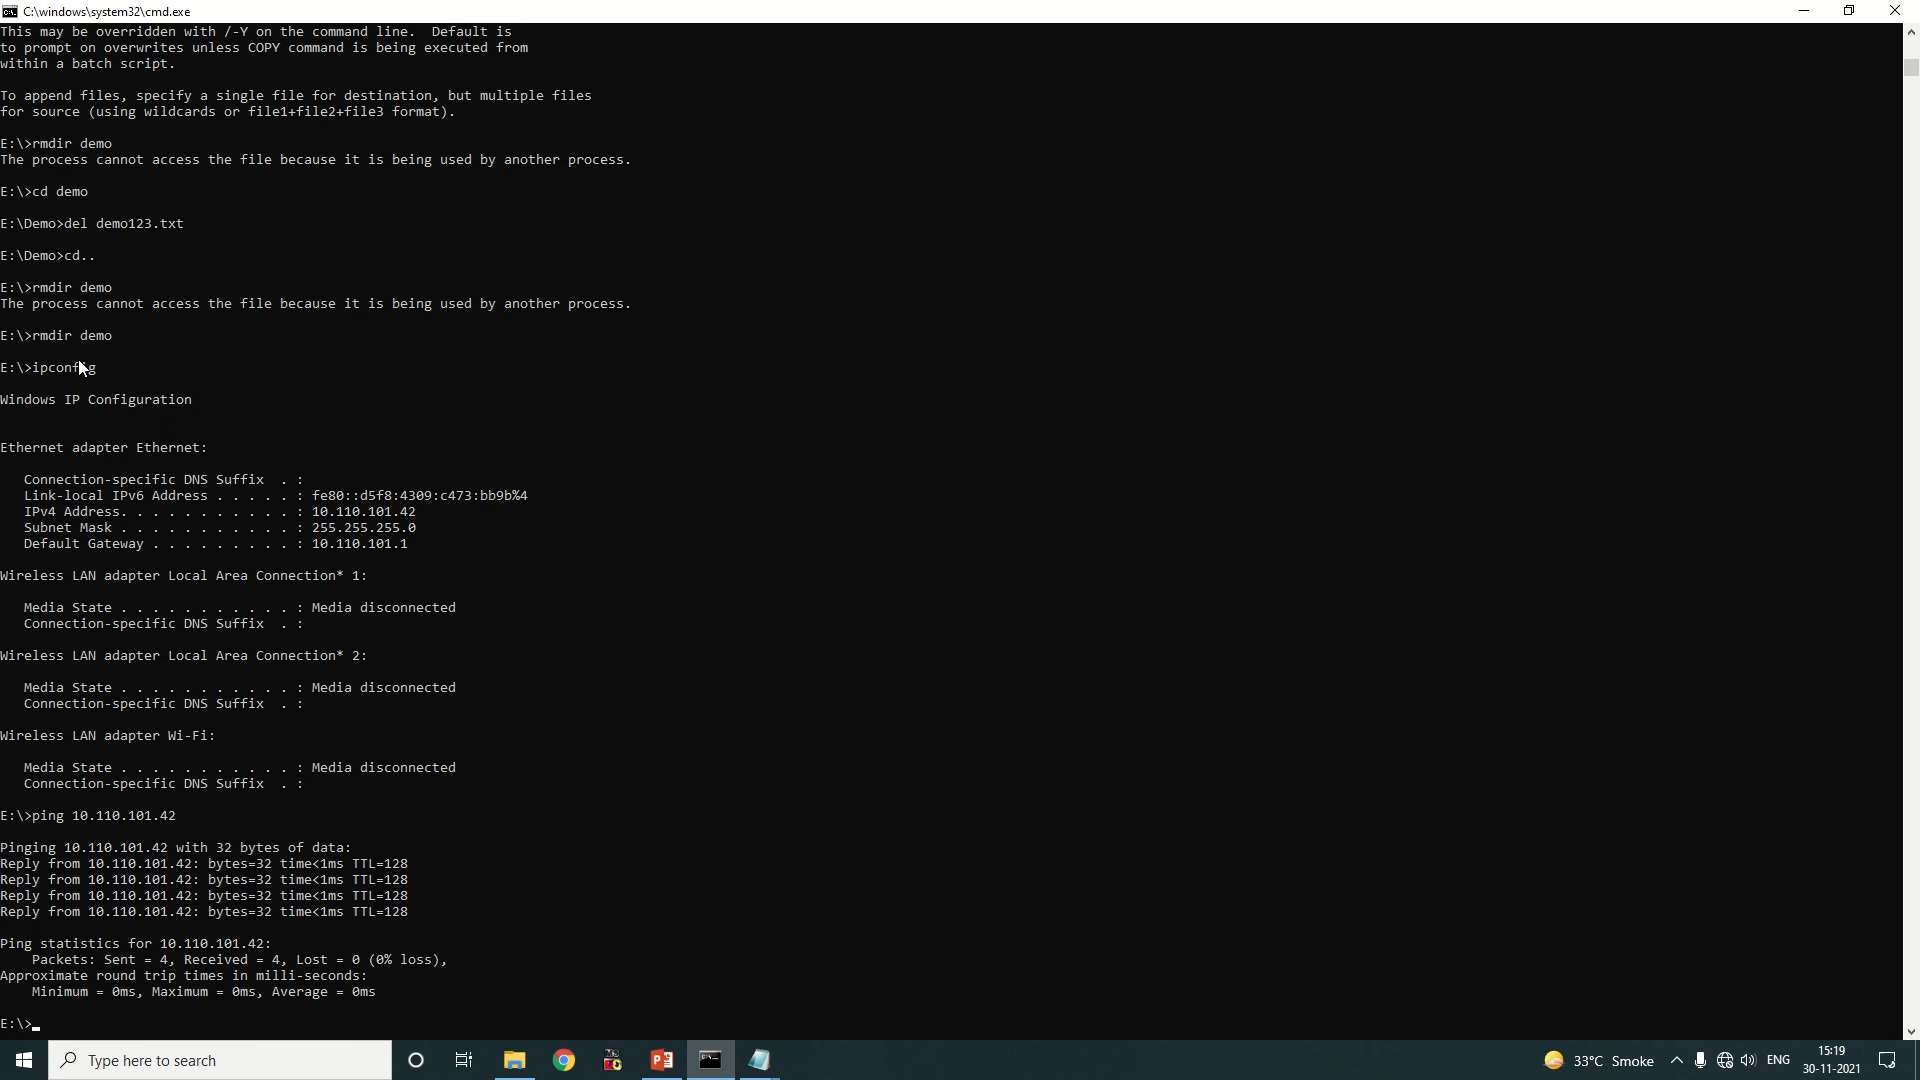 C:\windows\system32\cmd.exe
This may be overridden with /-Y on the command line.  Default is
to prompt on overwrites unless COPY command is being executed from
within a batch script.
To append files, specify a single file for destination, but multiple files
for source (using wildcards or file1+file2+file3 format).
E:\>rmdir demo
The process cannot access the file because it is being used by another process.
E:\>cd demo
E:\Demo>del demo123.txt
E:\Demo>cd..
E:\>rmdir demo
The process cannot access the file because it is being used by another process.
E:\>rmdir demo
E:\>ipconfig
Windows IP Configuration
Ethernet adapter Ethernet:
Connection-specific DNS Suffix  . :
Link-local IPv6 Address . . . . . : fe80::d5f8:4309:c473:bb9b%4
IPv4 Address. . . . . . . . . . . : 10.110.101.42
Subnet Mask . . . . . . . . . . . : 255.255.255.0
Default Gateway . . . . . . . . . : 10.110.101.1
Wireless LAN adapter Local Area Connection* 1:
Media State . . . . . . . . . . . : Media disconnected
Connection-specific DNS Suffix  . :
Wireless LAN adapter Local Area Connection* 2:
Media State . . . . . . . . . . . : Media disconnected
Connection-specific DNS Suffix  . :
Wireless LAN adapter Wi-Fi:
Media State . . . . . . . . . . . : Media disconnected
Connection-specific DNS Suffix  . :
E:\>ping 10.110.101.42
Pinging 10.110.101.42 with 32 bytes of data:
Reply from 10.110.101.42: bytes=32 time<1ms TTL=128
Reply from 10.110.101.42: bytes=32 time<1ms TTL=128
Reply from 10.110.101.42: bytes=32 time<1ms TTL=128
Reply from 10.110.101.42: bytes=32 time<1ms TTL=128
Ping statistics for 10.110.101.42:
Packets: Sent = 4, Received = 4, Lost = 0 (0% loss),
Approximate round trip times in milli-seconds:
Minimum = 0ms, Maximum = 0ms, Average = 0ms
E:\>
Type here to search
33°C Smoke
ENG
15:19
30-11-2021